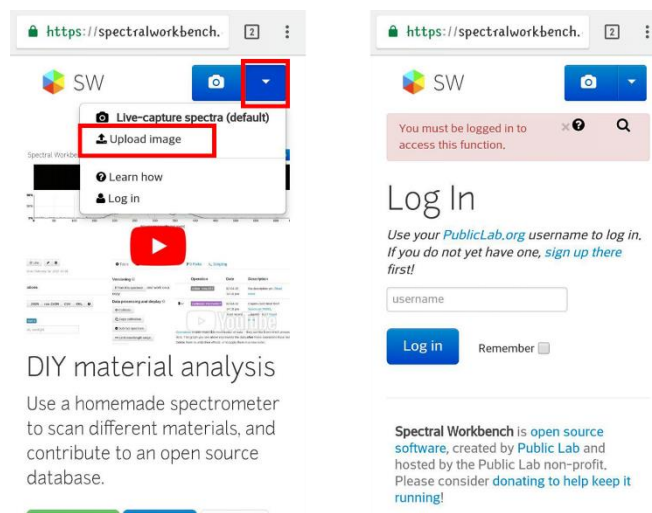 https://spectralworkbench.
2
SW
Live-capture spectra (default)
Upload image
Learn how
Log in
Spectral Workben
YouTube
DIY material analysis
Use a homemade spectrometer
to scan different materials, and
contribute to an open source
database.
https://spectralworkbench.
2
SW
You must be logged in to
access this function.
×
Log In
Use your PublicLab.org username to log in.
If you do not yet have one, sign up there
first!
username
Log in
Remember
Spectral Workbench is open source
software, created by Public Lab and
hosted by the Public Lab non-profit.
Please consider donating to help keep it
running!